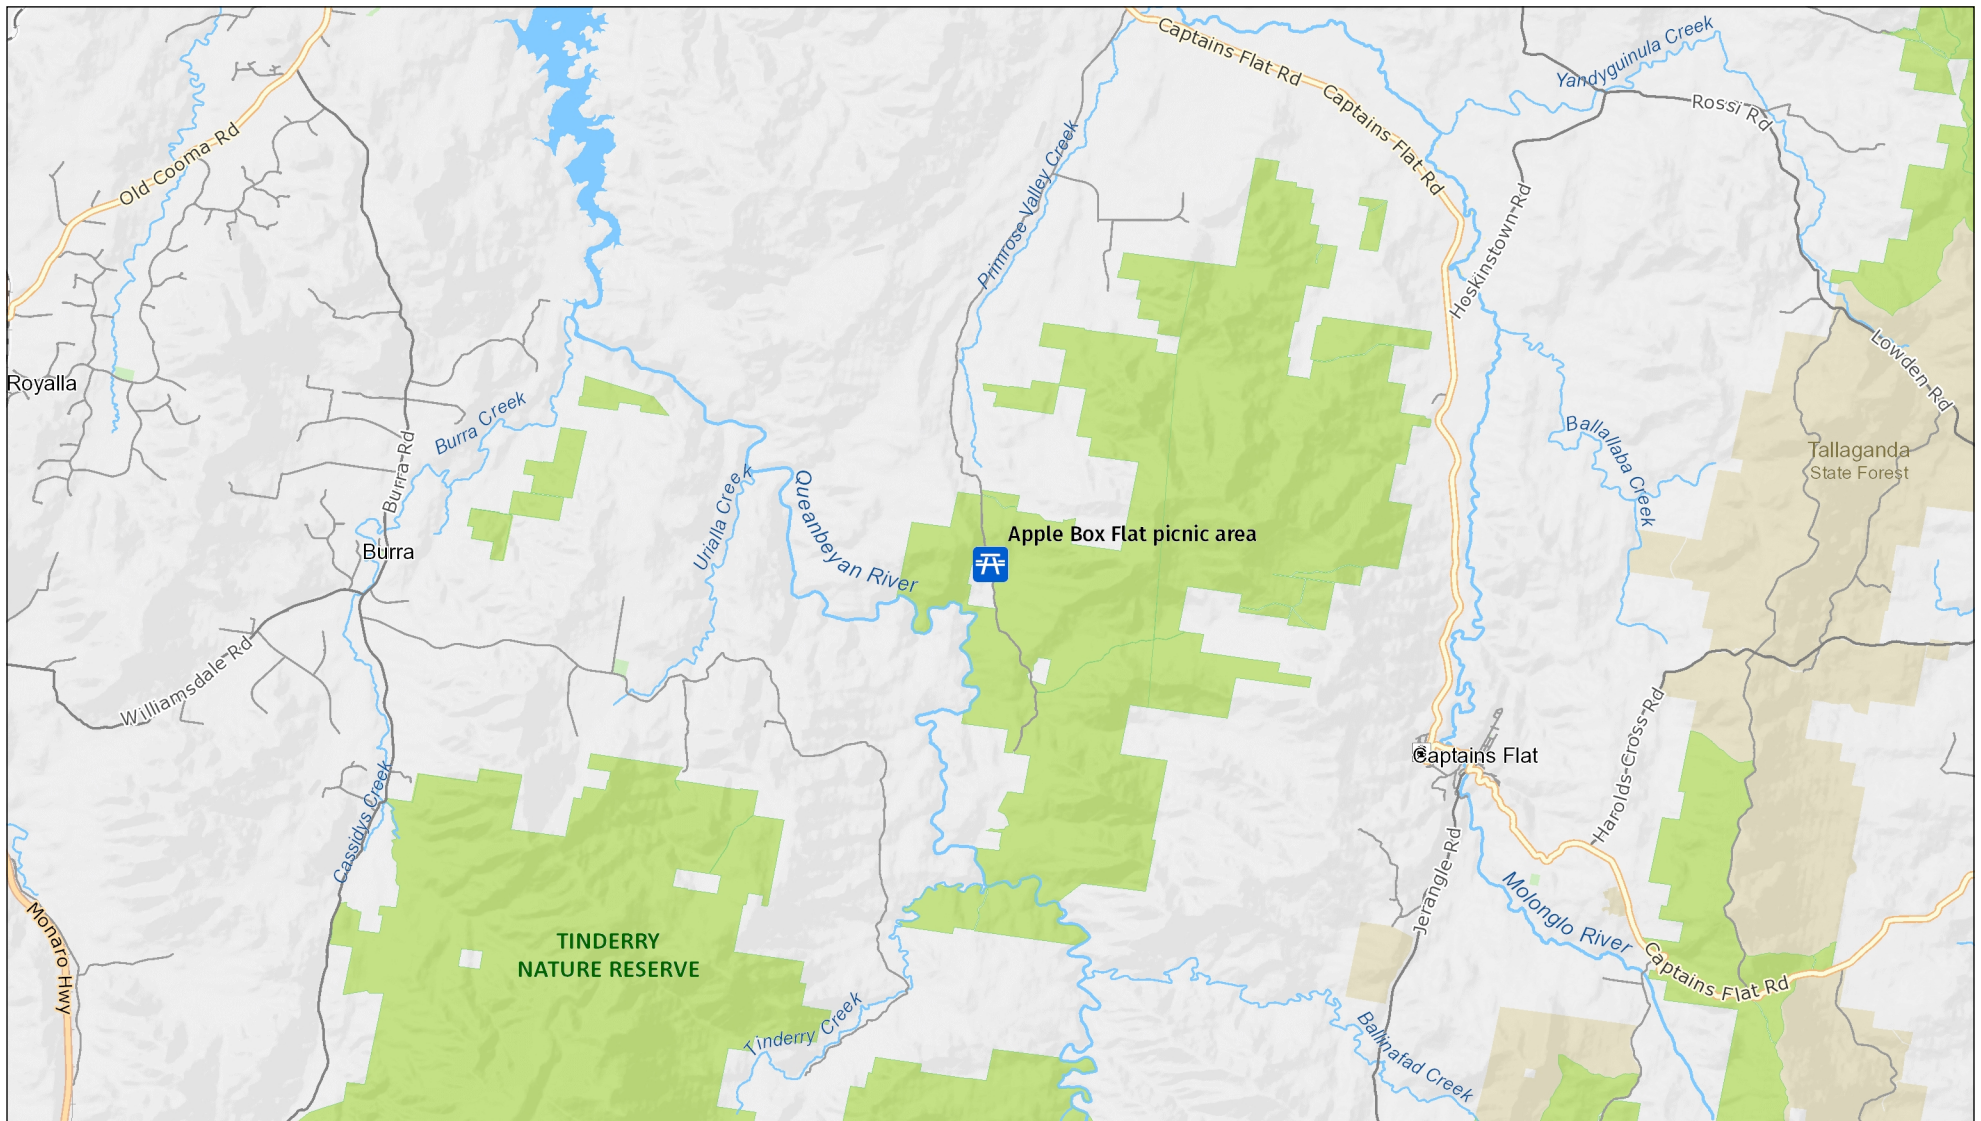 Captains Flat Rd
Yandyguinula Creek
Captains Flat Rd
Rossi Rd
Old Cooma Rd
Primrose Valley Creek
Hoskinstown-Rd
Lowden-Rd
Royalla
Burra Creek
Burra-Rd
Ballallaba Creek
Tallaganda
State Forest
Urialla Creek
Queanbeyan River
Apple Box Flat picnic area
Burra
Williamsdale Rd
Harolds-Cross-Rd
Captains Flat
Cassidys Creek
Jerangle-Rd
Molonglo River
Monaro Hwy
TINDERRY
NATURE RESERVE
Captains Flat Rd
Tinderry Creek
Ballinafad Creek